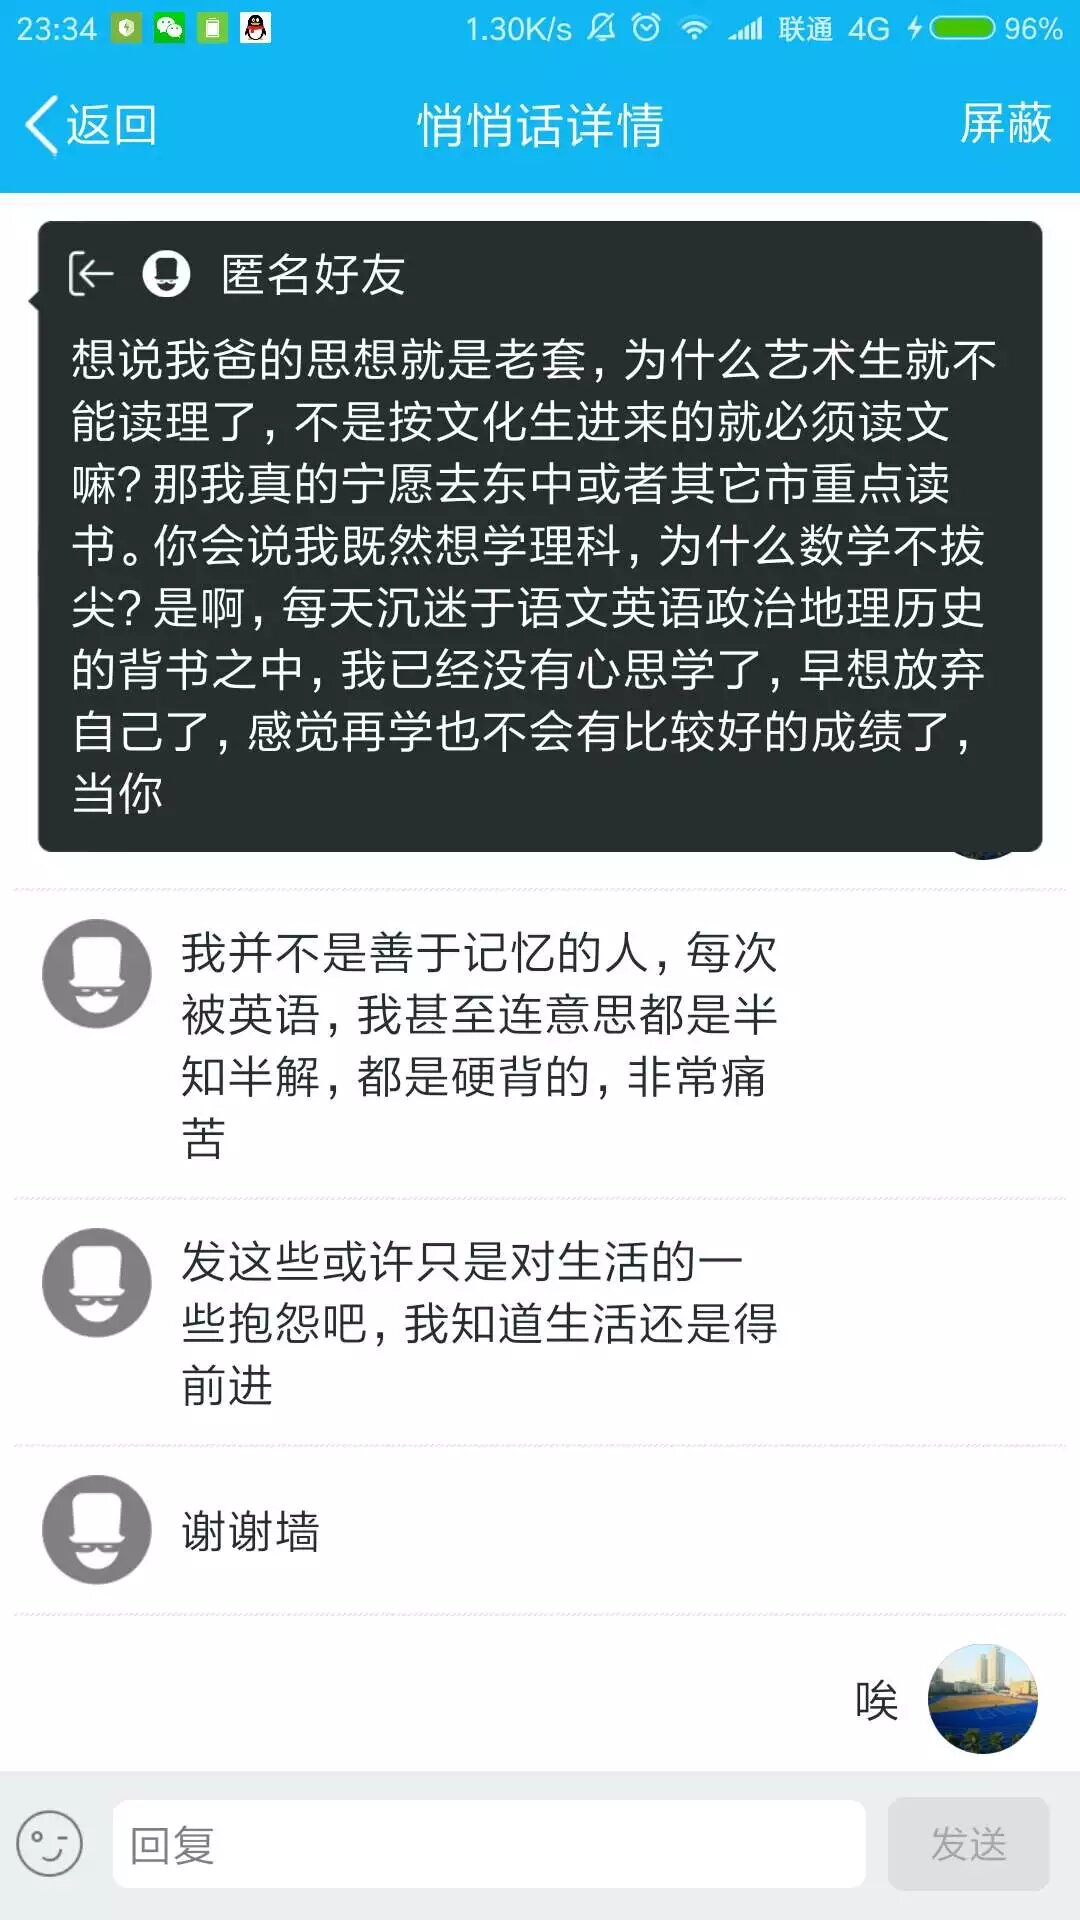 23:34 1.30K/s 联通 4G 96%
返回 悄悄话详情 屏蔽
匿名好友
想说我爸的思想就是老套，为什么艺术生就不
能读理了，不是按文化生进来的就必须读文
嘛？那我真的宁愿去东中或者其它市重点读
书。你会说我既然想学理科，为什么数学不拔
尖？是啊，每天沉迷于语文英语政治地理历史
的背书之中，我已经没有心思学了，早想放弃
自己了，感觉再学也不会有比较好的成绩了，
当你
我并不是善于记忆的人，每次
被英语，我甚至连意思都是半
知半解，都是硬背的，非常痛
苦
发这些或许只是对生活的一
些抱怨吧，我知道生活还是得
前进
谢谢墙
唉
回复 发送